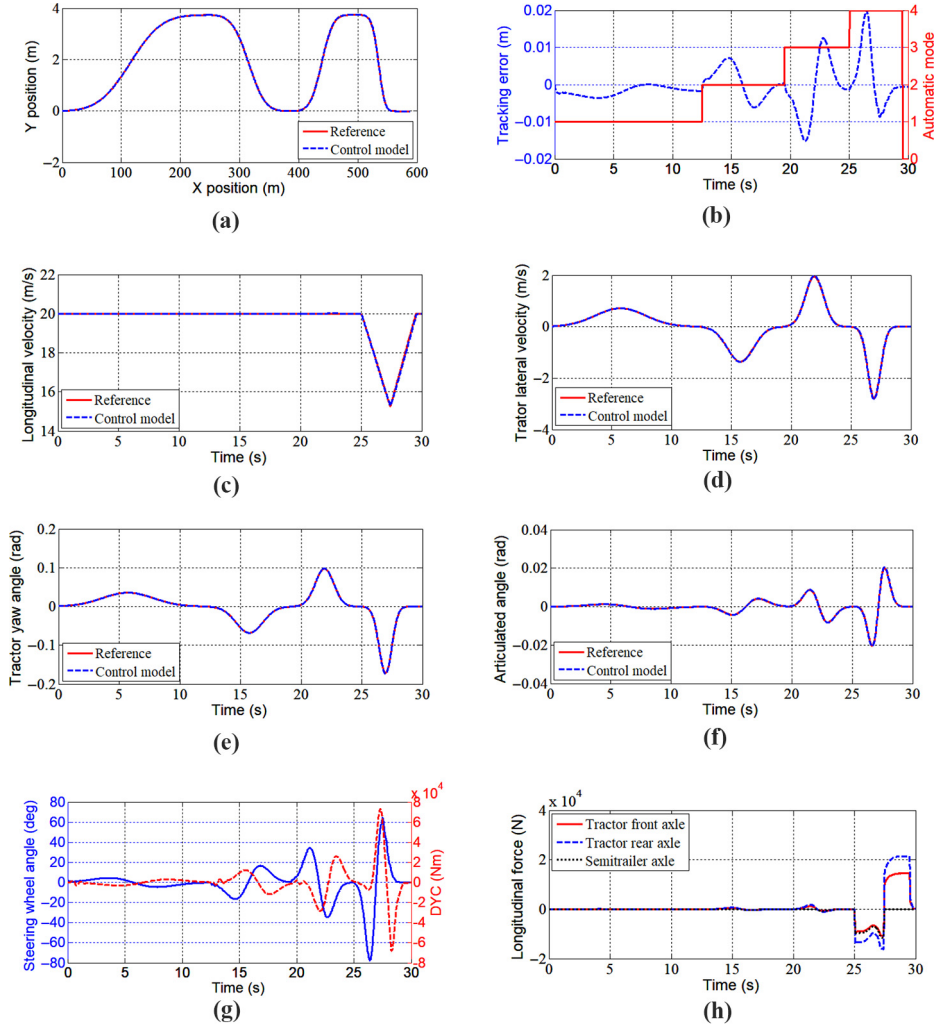 4
2
0
−2
Y position (m)
0 100 200 300 400 500 600
X position (m)
Reference
Control model
(a)
0.02
0.01
0
−0.01
−0.02
Tracking error (m)
4
3
2
1
0
Automatic mode
0 5 10 15 20 25 30
Time (s)
(b)
22
20
18
16
14
Longitudinal velocity (m/s)
0 5 10 15 20 25 30
Time (s)
Reference
Control model
(c)
2
0
−2
−4
Trator lateral velocity (m/s)
0 5 10 15 20 25 30
Time (s)
Reference
Control model
(d)
0.2
0.1
0
−0.1
−0.2
Tractor yaw angle (rad)
0 5 10 15 20 25 30
Time (s)
Reference
Control model
(e)
0.04
0.02
0
−0.02
−0.04
Articulated angle (rad)
0 5 10 15 20 25 30
Time (s)
Reference
Control model
(f)
80
60
40
20
0
−20
−40
−60
−80
Steering wheel angle (deg)
x 10^4
8
6
4
2
0
-2
-4
-6
-8
DYC (Nm)
0 5 10 15 20 25 30
Time (s)
(g)
x 10^4
4
2
0
−2
Longitudinal force (N)
0 5 10 15 20 25 30
Time (s)
Tractor front axle
Tractor rear axle
Semitrailer axle
(h)